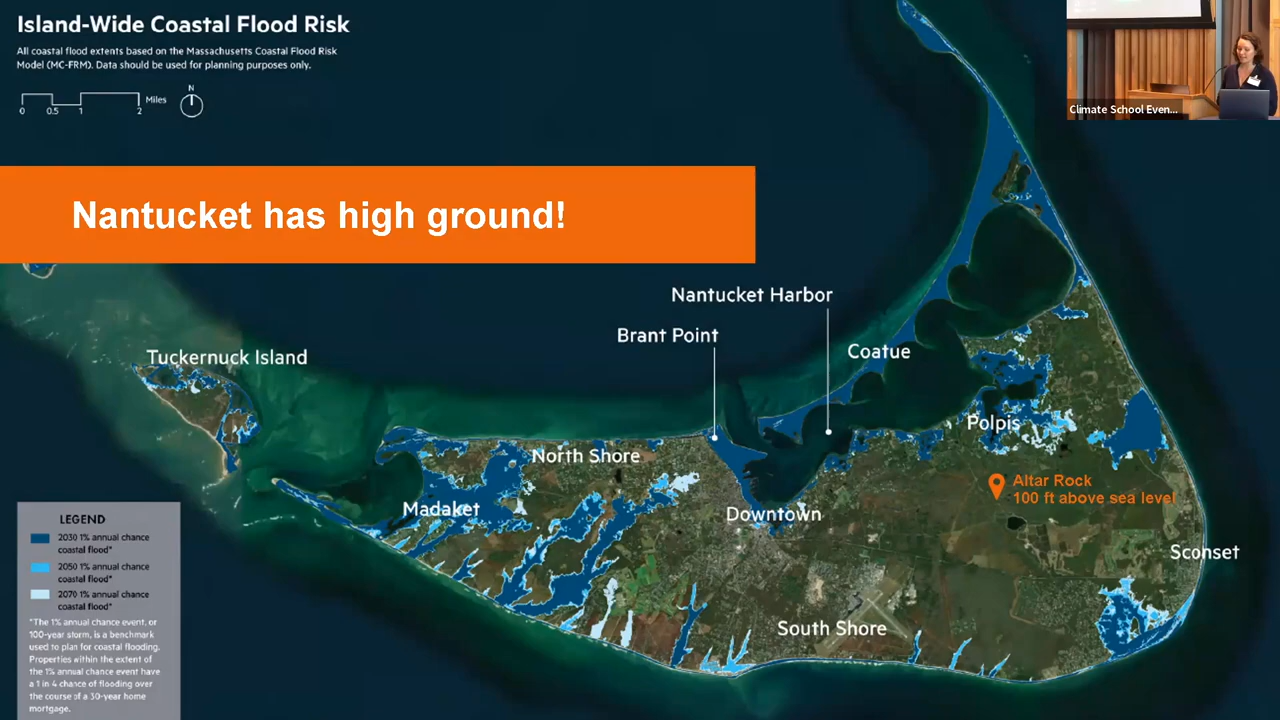 Island-Wide Coastal Flood Risk
All coastal flood extents based on the Massachusetts Coastal Flood Risk
Model (MC-FRM). Data should be used for planning purposes only.
N
Miles
0 0.5 1 2
Climate School Even...
Nantucket has high ground!
Nantucket Harbor
Brant Point
Coatue
Tuckernuck Island
Polpis
North Shore
Altar Rock
100 ft above sea level
Madaket
Downtown
Sconset
South Shore
LEGEND
2030 1% annual chance
coastal flood*
2050 1% annual chance
coastal flood*
2070 1% annual chance
coastal flood*
*The 1% annual chance event, or
100-year storm, is a benchmark
used to plan for coastal flooding.
Properties within the extent of
the 1% annual chance event have
a 1 in 4 chance of flooding over
the course of a 30-year home
mortgage.